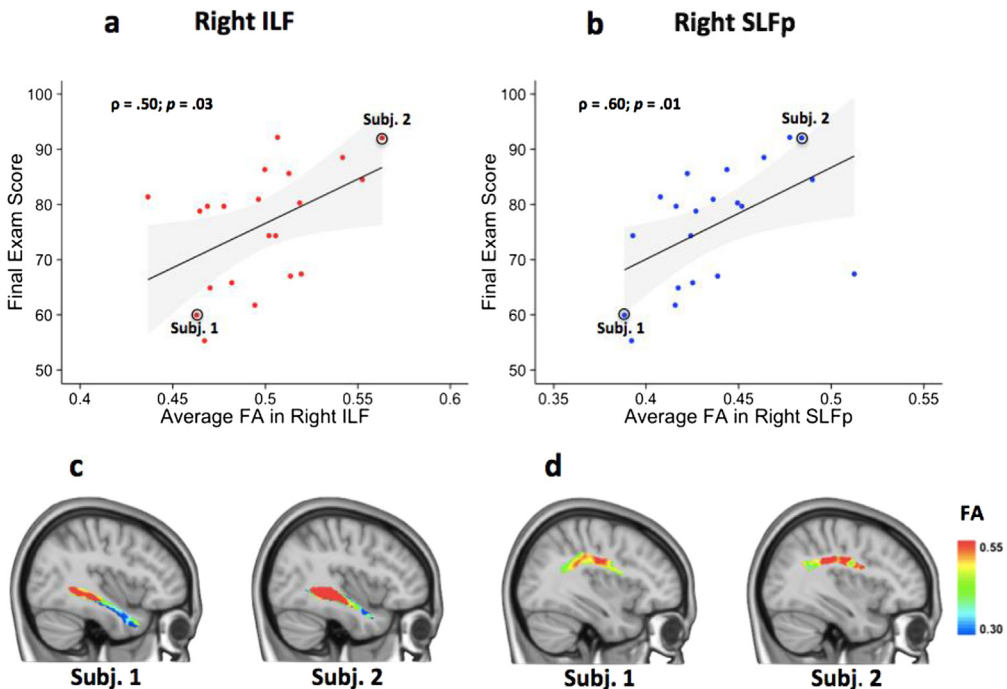 a Right ILF
ρ = .50; p = .03
Subj. 2
Subj. 1
Final Exam Score
100
90
80
70
60
50
0.4 0.45 0.5 0.55 0.6
Average FA in Right ILF
b Right SLFp
ρ = .60; p = .01
Subj. 2
Subj. 1
Final Exam Score
100
90
80
70
60
50
0.35 0.4 0.45 0.5 0.55
Average FA in Right SLFp
c
Subj. 1 Subj. 2
d
Subj. 1 Subj. 2
FA
0.55
0.30